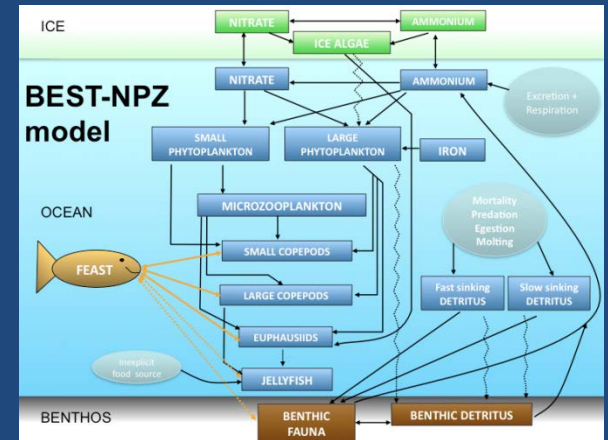 ICE
NITRATE
AMMONIUM
ICE ALGAE
BEST-NPZ
model
NITRATE
AMMONIUM
Excretion +
Respiration
SMALL
PHYTOPLANKTON
LARGE
PHYTOPLANKTON
IRON
OCEAN
MICROZOOPLANKTON
Mortality
Predation
Egestion
Molting
SMALL COPEPODS
FEAST
LARGE COPEPODS
Fast sinking
DETRITUS
Slow sinking
DETRITUS
EUPHAUSIIDS
Inexplicit
food source
JELLYFISH
BENTHOS
BENTHIC
FAUNA
BENTHIC DETRITUS